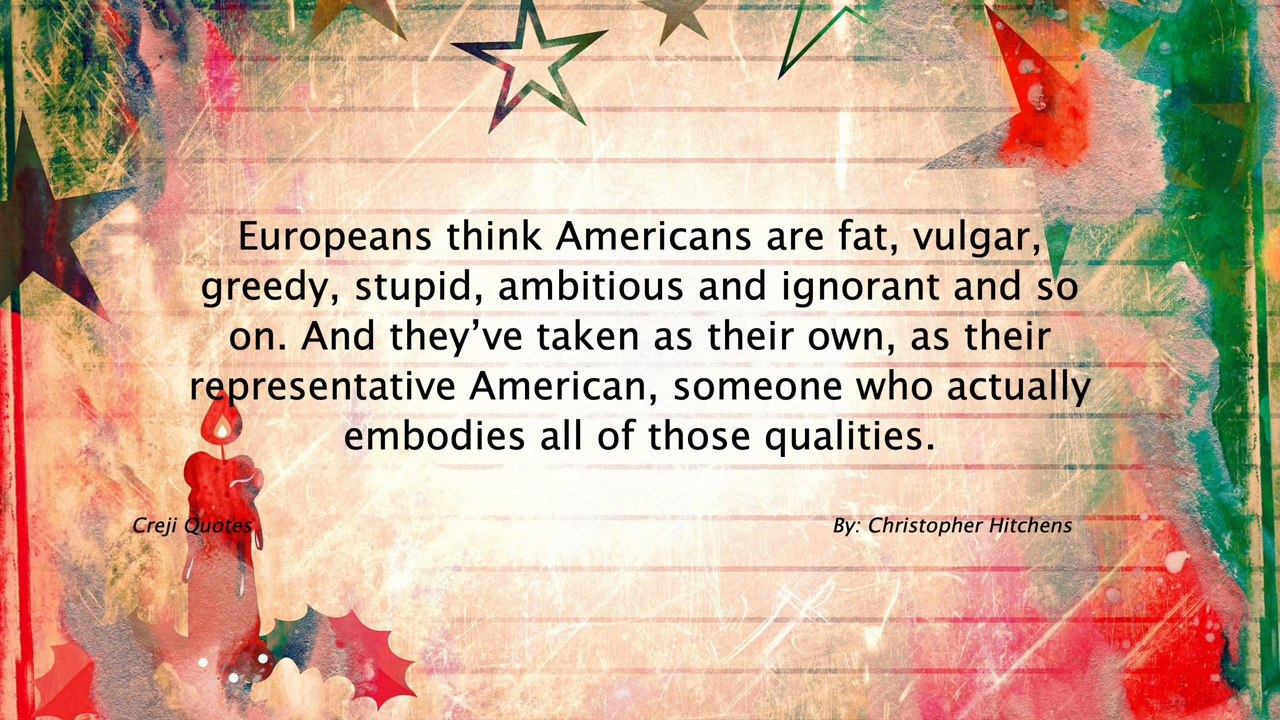 Europeans think Americans are fat, vulgar,
greedy, stupid, ambitious and ignorant and so
on. And they’ve taken as their own, as their
representative American, someone who actually
embodies all of those qualities.
Creji Quotes
By: Christopher Hitchens